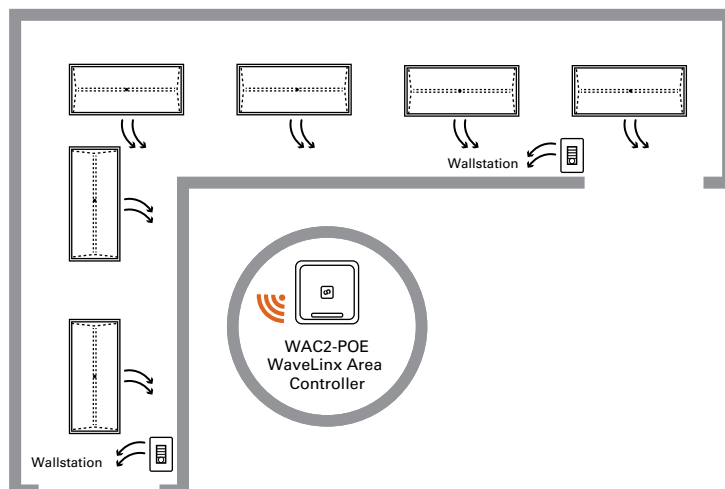 Wallstation
WAC2-POE
WaveLinx Area
Controller
Wallstation